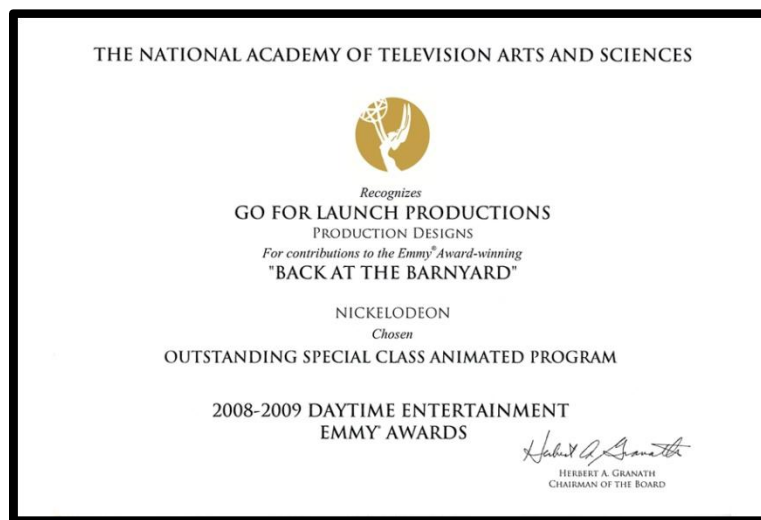 THE NATIONAL ACADEMY OF TELEVISION ARTS AND SCIENCES
Recognizes
GO FOR LAUNCH PRODUCTIONS
PRODUCTION DESIGNS
For contributions to the Emmy® Award-winning
"BACK AT THE BARNYARD"
NICKELODEON
Chosen
OUTSTANDING SPECIAL CLASS ANIMATED PROGRAM
2008-2009 DAYTIME ENTERTAINMENT
EMMY® AWARDS
Herbert A. Granath
HERBERT A. GRANATH
CHAIRMAN OF THE BOARD